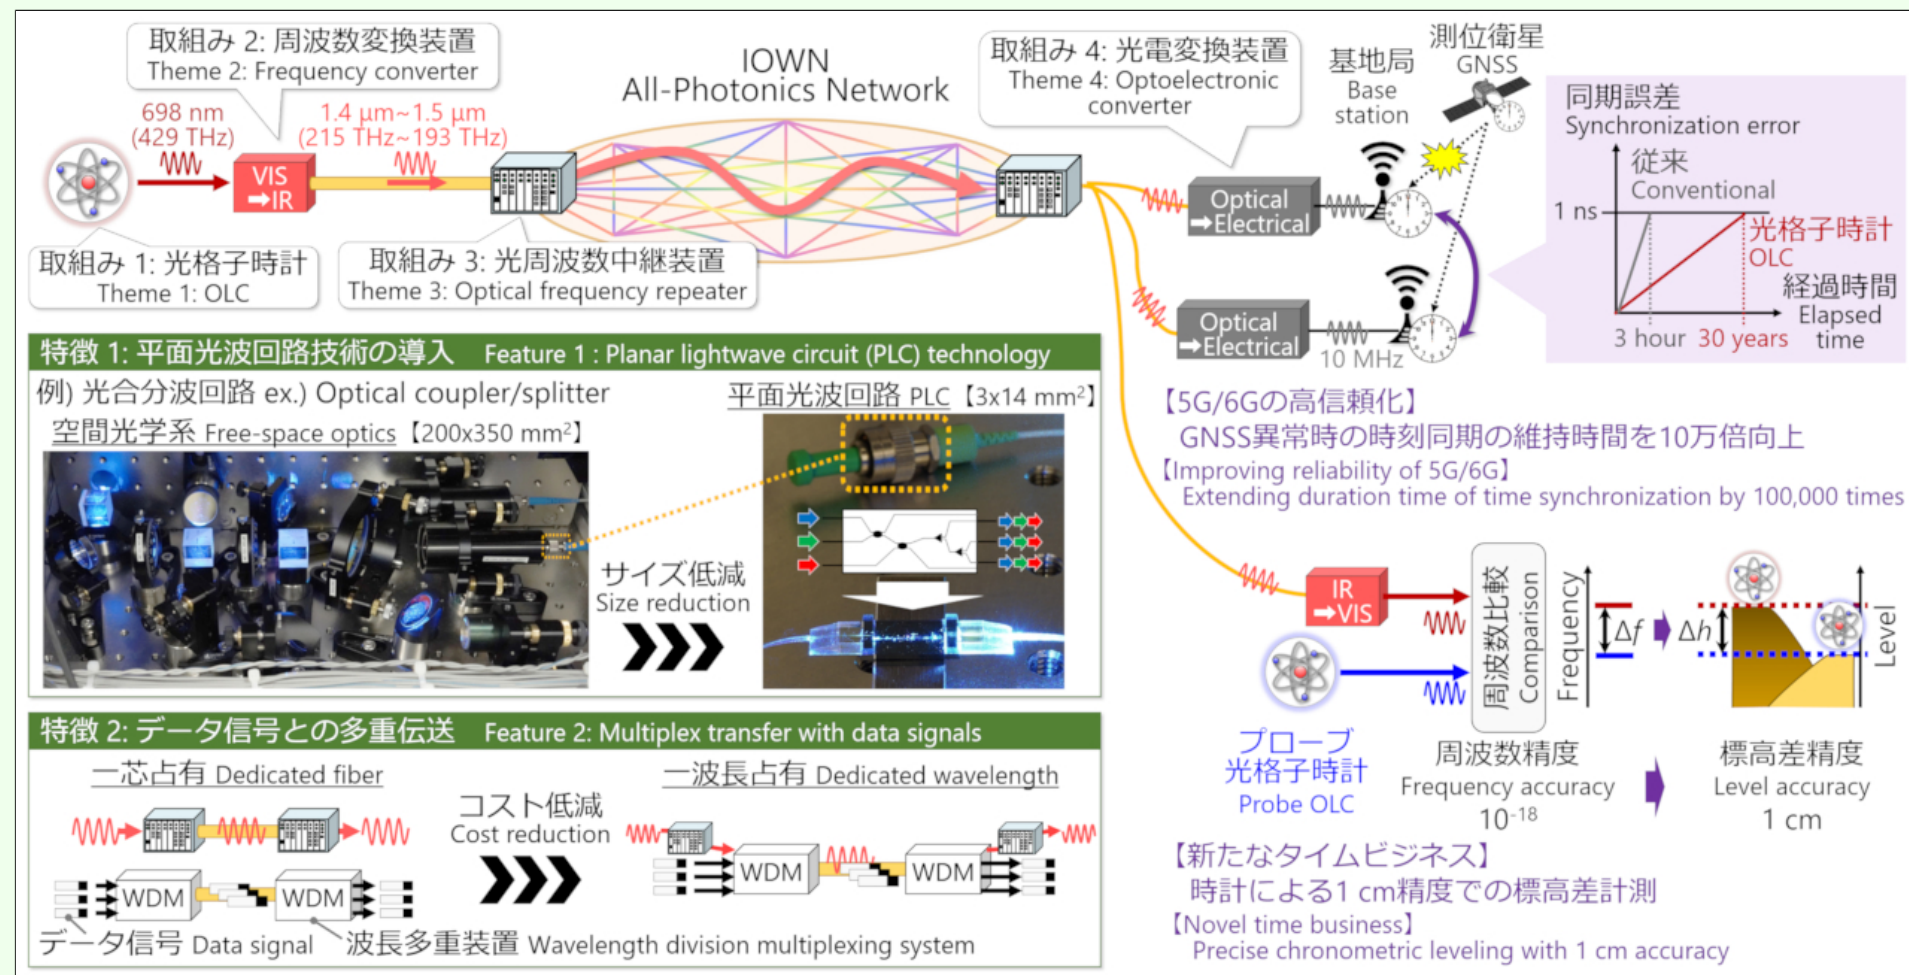 取組み 2: 周波数変換装置
Theme 2: Frequency converter
698 nm
(429 THz)
1.4 μm~1.5 μm
(215 THz~193 THz)
VIS
➡IR
取組み 1: 光格子時計
Theme 1: OLC
取組み 3: 光周波数中継装置
Theme 3: Optical frequency repeater
IOWN
All-Photonics Network
取組み 4: 光電変換装置
Theme 4: Optoelectronic
converter
基地局
Base
station
測位衛星
GNSS
Optical
➡Electrical
Optical
➡Electrical
10 MHz
同期誤差
Synchronization error
従来
Conventional
1 ns
光格子時計
OLC
経過時間
Elapsed
time
3 hour
30 years
特徴 1: 平面光波回路技術の導入 Feature 1 : Planar lightwave circuit (PLC) technology
例) 光合分波回路 ex.) Optical coupler/splitter
空間光学系 Free-space optics【200x350 mm²】
平面光波回路 PLC【3x14 mm²】
サイズ低減
Size reduction
特徴 2: データ信号との多重伝送 Feature 2: Multiplex transfer with data signals
一芯占有 Dedicated fiber
コスト低減
Cost reduction
一波長占有 Dedicated wavelength
WDM
WDM
WDM
WDM
データ信号 Data signal
波長多重装置 Wavelength division multiplexing system
【5G/6Gの高信頼化】
GNSS異常時の時刻同期の維持時間を10万倍向上
【Improving reliability of 5G/6G】
Extending duration time of time synchronization by 100,000 times
IR
➡VIS
周波数比較
Comparison
Frequency
Δf
Δh
Level
プローブ
光格子時計
Probe OLC
周波数精度
Frequency accuracy
10⁻¹⁸
標高差精度
Level accuracy
1 cm
【新たなタイムビジネス】
時計による1 cm精度での標高差計測
【Novel time business】
Precise chronometric leveling with 1 cm accuracy